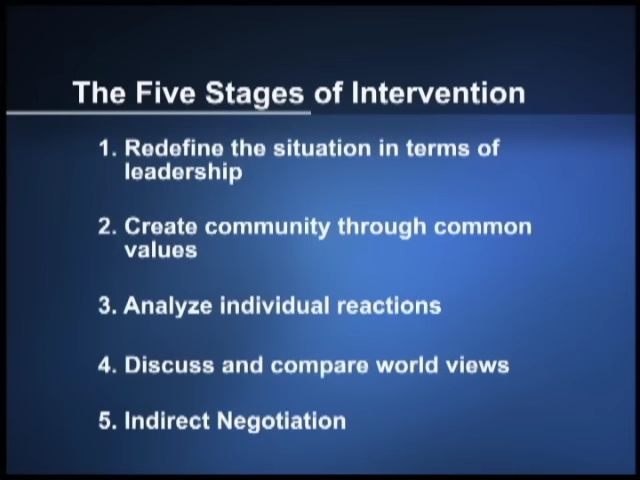 The Five Stages of Intervention
1. Redefine the situation in terms of
leadership
2. Create community through common
values
3. Analyze individual reactions
4. Discuss and compare world views
5. Indirect Negotiation